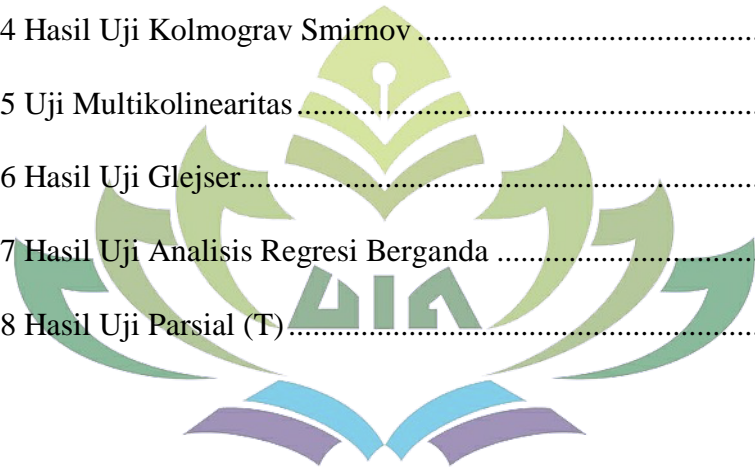 4 Hasil Uji Kolmograv Smirnov ..........................................
5 Uji Multikolinearitas..........................................................
6 Hasil Uji Glejser.................................................................
7 Hasil Uji Analisis Regresi Berganda .................................
8 Hasil Uji Parsial (T)...........................................................
UIN